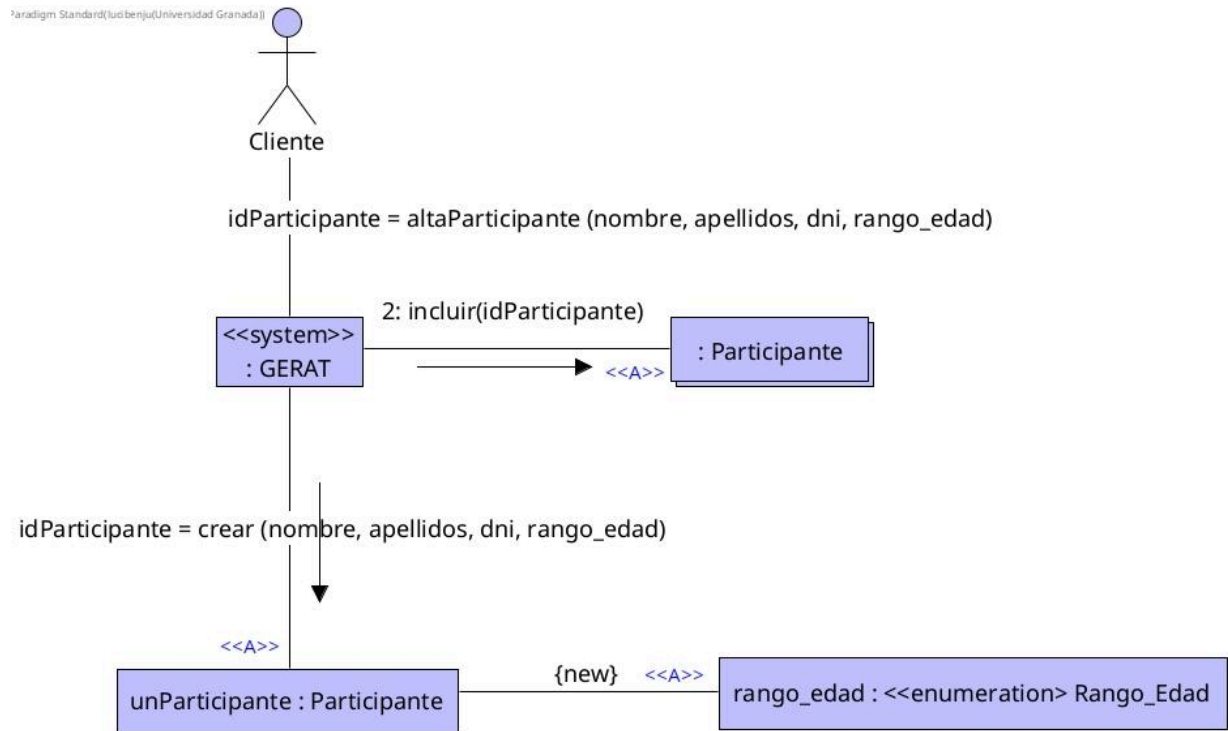 Paradigm Standard(lucibenju(Universidad Granada))
Cliente
idParticipante = altaParticipante (nombre, apellidos, dni, rango_edad)
2: incluir(idParticipante)
<<system>>
: GERAT
: Participante
<<A>>
idParticipante = crear (nombre, apellidos, dni, rango_edad)
<<A>>
{new}
<<A>>
unParticipante : Participante
rango_edad : <<enumeration> Rango_Edad